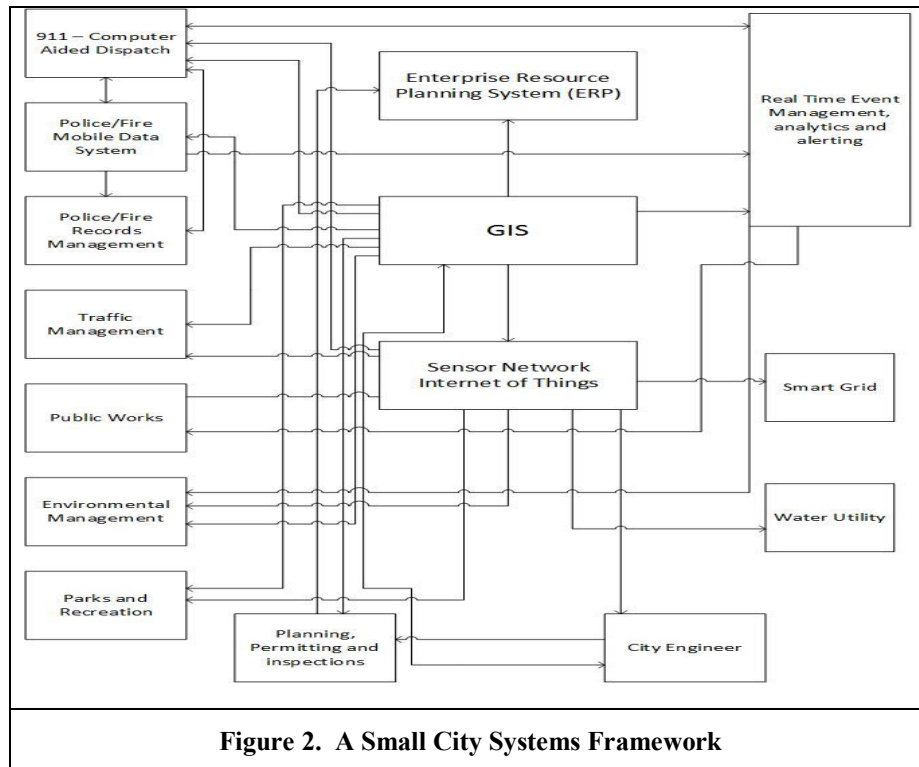 911 – Computer
Aided Dispatch
Enterprise Resource
Planning System (ERP)
Real Time Event
Management,
analytics and
alerting
Police/Fire
Mobile Data
System
Police/Fire
Records
Management
GIS
Traffic
Management
Sensor Network
Internet of Things
Smart Grid
Public Works
Environmental
Management
Water Utility
Parks and
Recreation
Planning,
Permitting and
inspections
City Engineer
Figure 2. A Small City Systems Framework